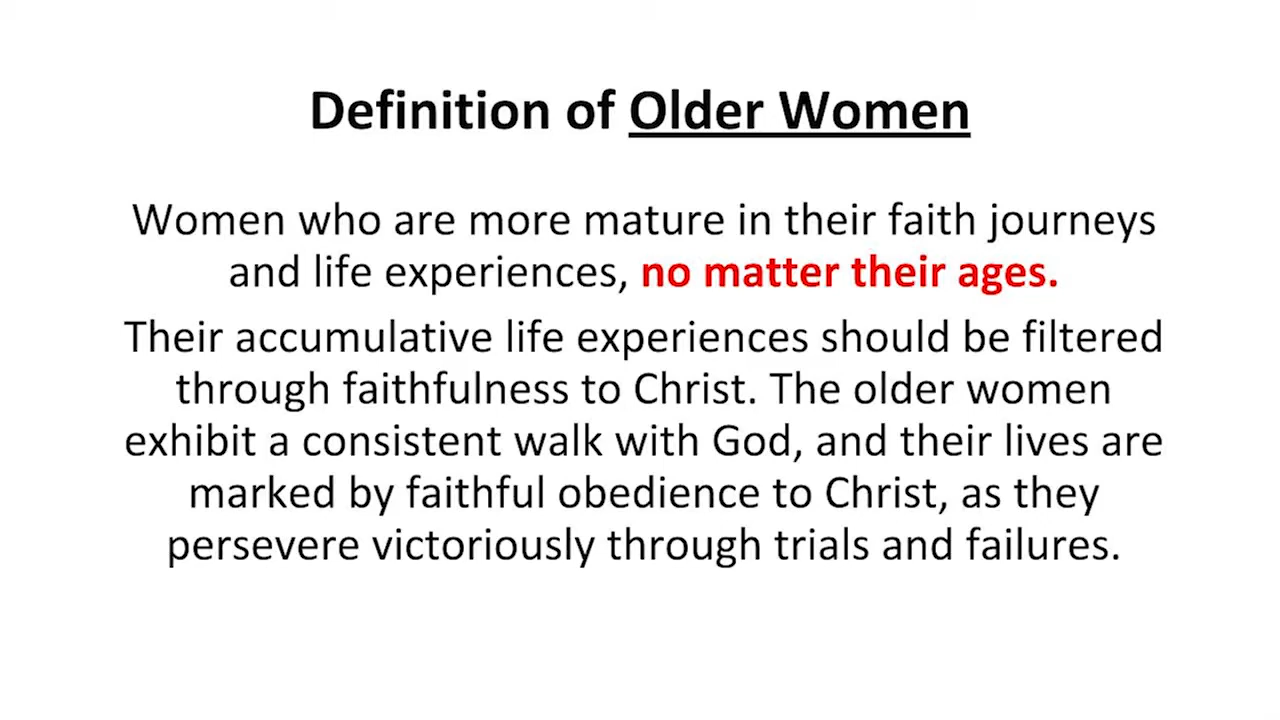 Definition of Older Women
Women who are more mature in their faith journeys
and life experiences, no matter their ages.
Their accumulative life experiences should be filtered
through faithfulness to Christ. The older women
exhibit a consistent walk with God, and their lives are
marked by faithful obedience to Christ, as they
persevere victoriously through trials and failures.